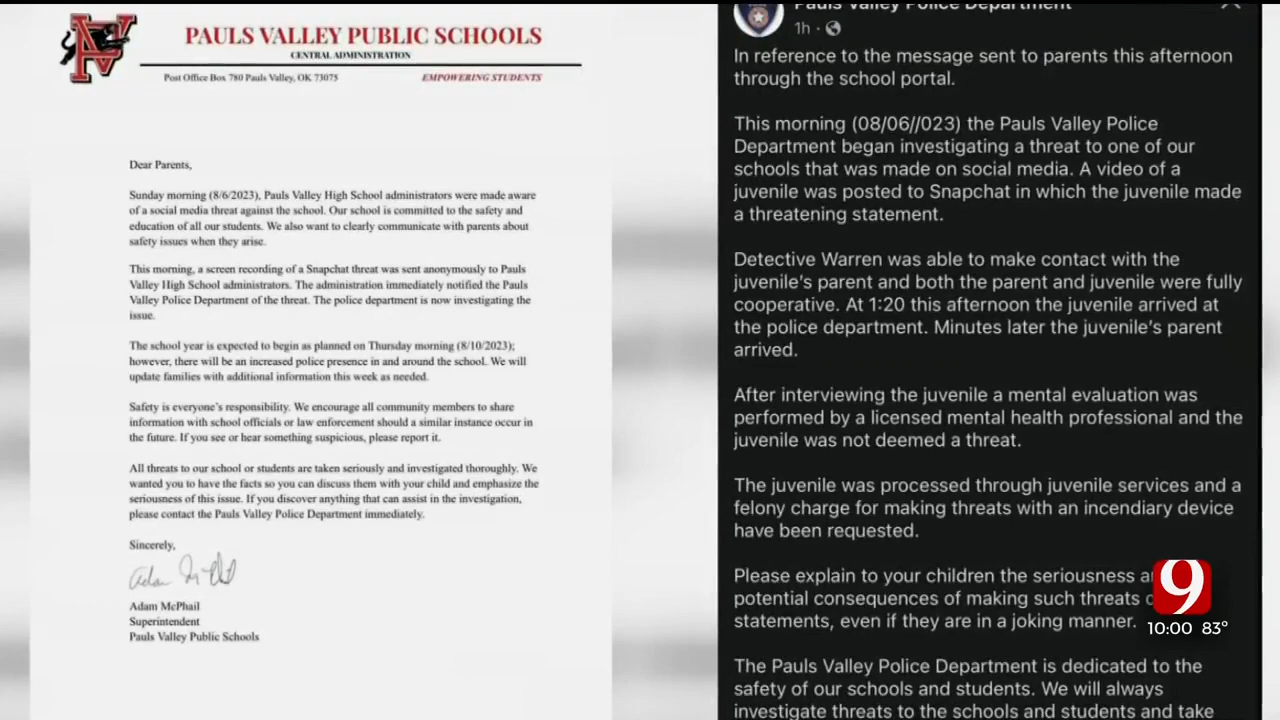 PAULS VALLEY PUBLIC SCHOOLS
CENTRAL ADMINISTRATION
Post Office Box 780 Pauls Valley, OK 73075
EMPOWERING STUDENTS
Dear Parents,
Sunday morning (8/6/2023), Pauls Valley High School administrators were made aware
of a social media threat against the school. Our school is committed to the safety and
education of all our students. We also want to clearly communicate with parents about
safety issues when they arise.
This morning, a screen recording of a Snapchat threat was sent anonymously to Pauls
Valley High School administrators. The administration immediately notified the Pauls
Valley Police Department of the threat. The police department is now investigating the
issue.
The school year is expected to begin as planned on Thursday morning (8/10/2023);
however, there will be an increased police presence in and around the school. We will
update families with additional information this week as needed.
Safety is everyone's responsibility. We encourage all community members to share
information with school officials or law enforcement should a similar instance occur in
the future. If you see or hear something suspicious, please report it.
All threats to our school or students are taken seriously and investigated thoroughly. We
wanted you to have the facts so you can discuss them with your child and emphasize the
seriousness of this issue. If you discover anything that can assist in the investigation,
please contact the Pauls Valley Police Department immediately.
Sincerely,
Adam McPhail
Superintendent
Pauls Valley Public Schools
Pauls Valley Police Department
1h ·
In reference to the message sent to parents this afternoon
through the school portal.
This morning (08/06//023) the Pauls Valley Police
Department began investigating a threat to one of our
schools that was made on social media. A video of a
juvenile was posted to Snapchat in which the juvenile made
a threatening statement.
Detective Warren was able to make contact with the
juvenile's parent and both the parent and juvenile were fully
cooperative. At 1:20 this afternoon the juvenile arrived at
the police department. Minutes later the juvenile's parent
arrived.
After interviewing the juvenile a mental evaluation was
performed by a licensed mental health professional and the
juvenile was not deemed a threat.
The juvenile was processed through juvenile services and a
felony charge for making threats with an incendiary device
have been requested.
Please explain to your children the seriousness
potential consequences of making such threats
statements, even if they are in a joking manner.
The Pauls Valley Police Department is dedicated to the
safety of our schools and students. We will always
investigate threats to the schools and students and take
9
10:00 83°